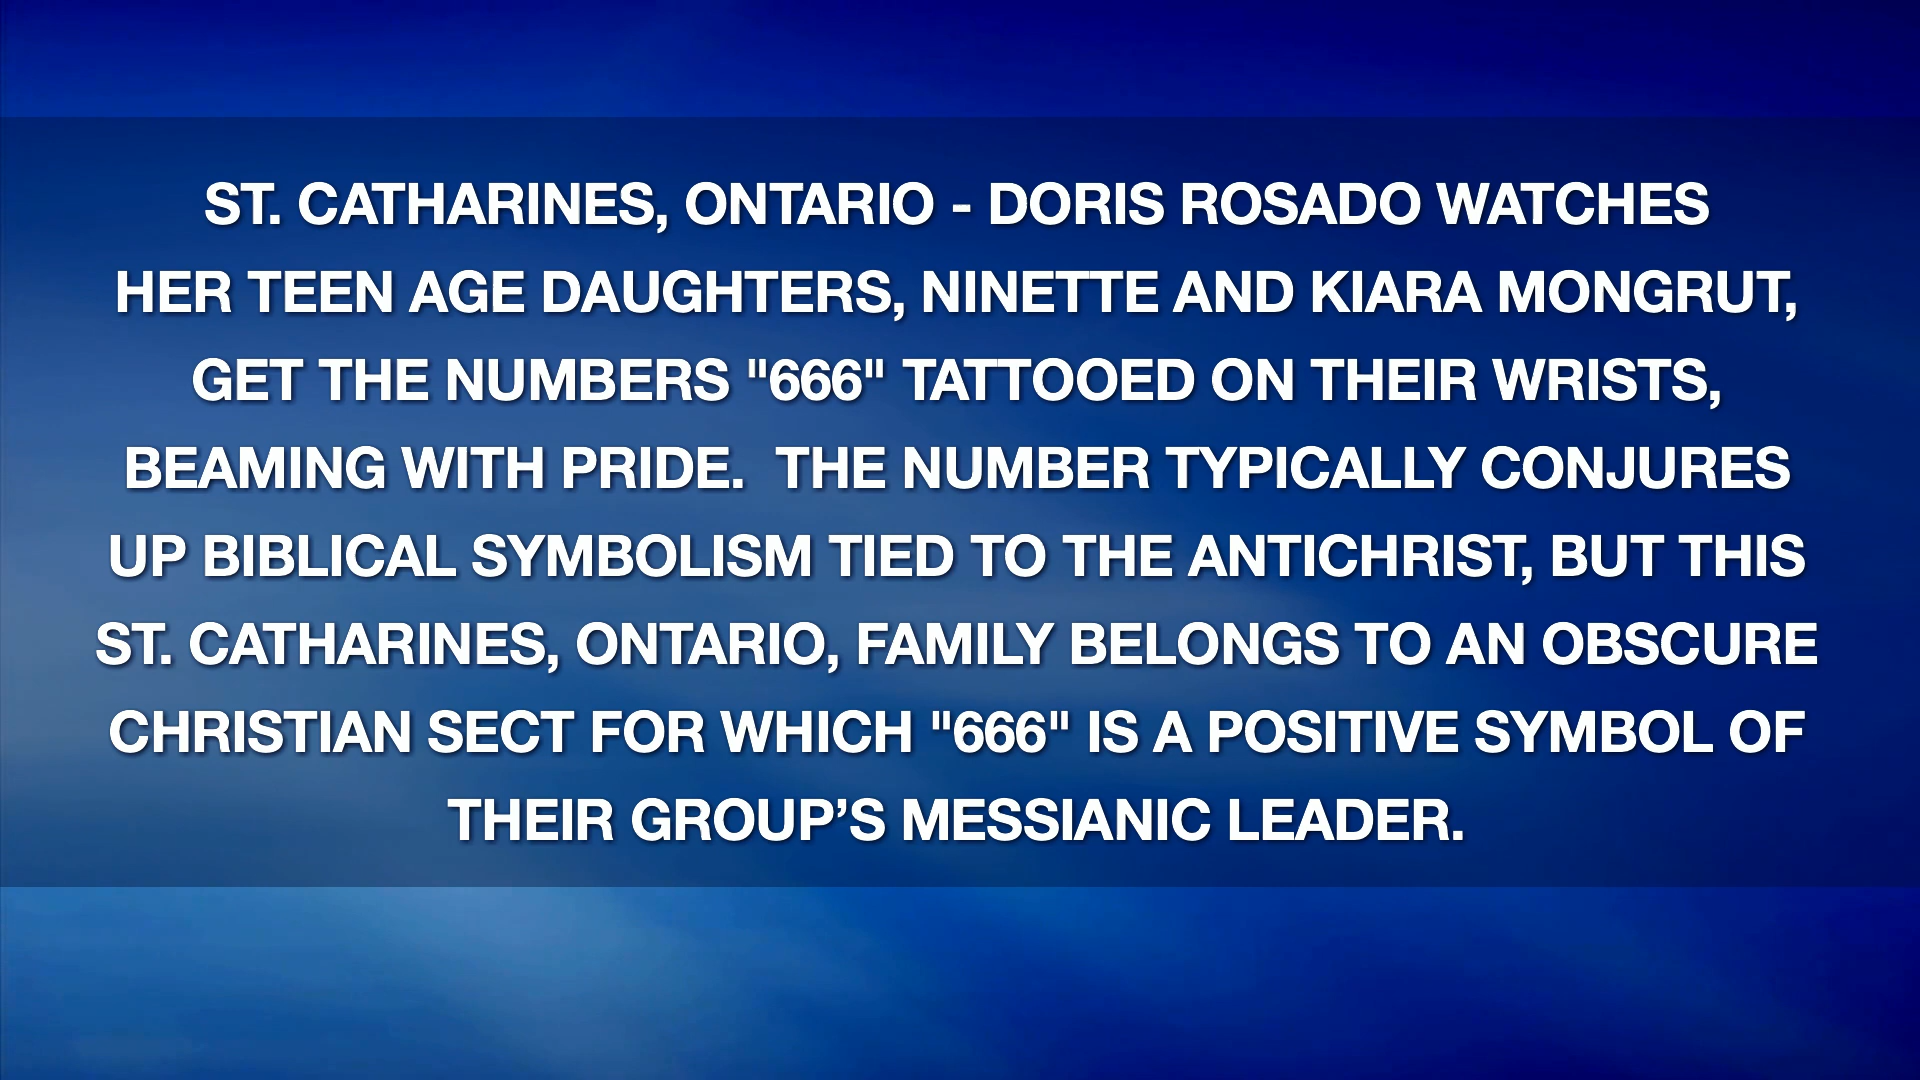 ST. CATHARINES, ONTARIO - DORIS ROSADO WATCHES
HER TEEN AGE DAUGHTERS, NINETTE AND KIARA MONGRUT,
GET THE NUMBERS "666" TATTOOED ON THEIR WRISTS,
BEAMING WITH PRIDE.  THE NUMBER TYPICALLY CONJURES
UP BIBLICAL SYMBOLISM TIED TO THE ANTICHRIST, BUT THIS
ST. CATHARINES, ONTARIO, FAMILY BELONGS TO AN OBSCURE
CHRISTIAN SECT FOR WHICH "666" IS A POSITIVE SYMBOL OF
THEIR GROUP’S MESSIANIC LEADER.